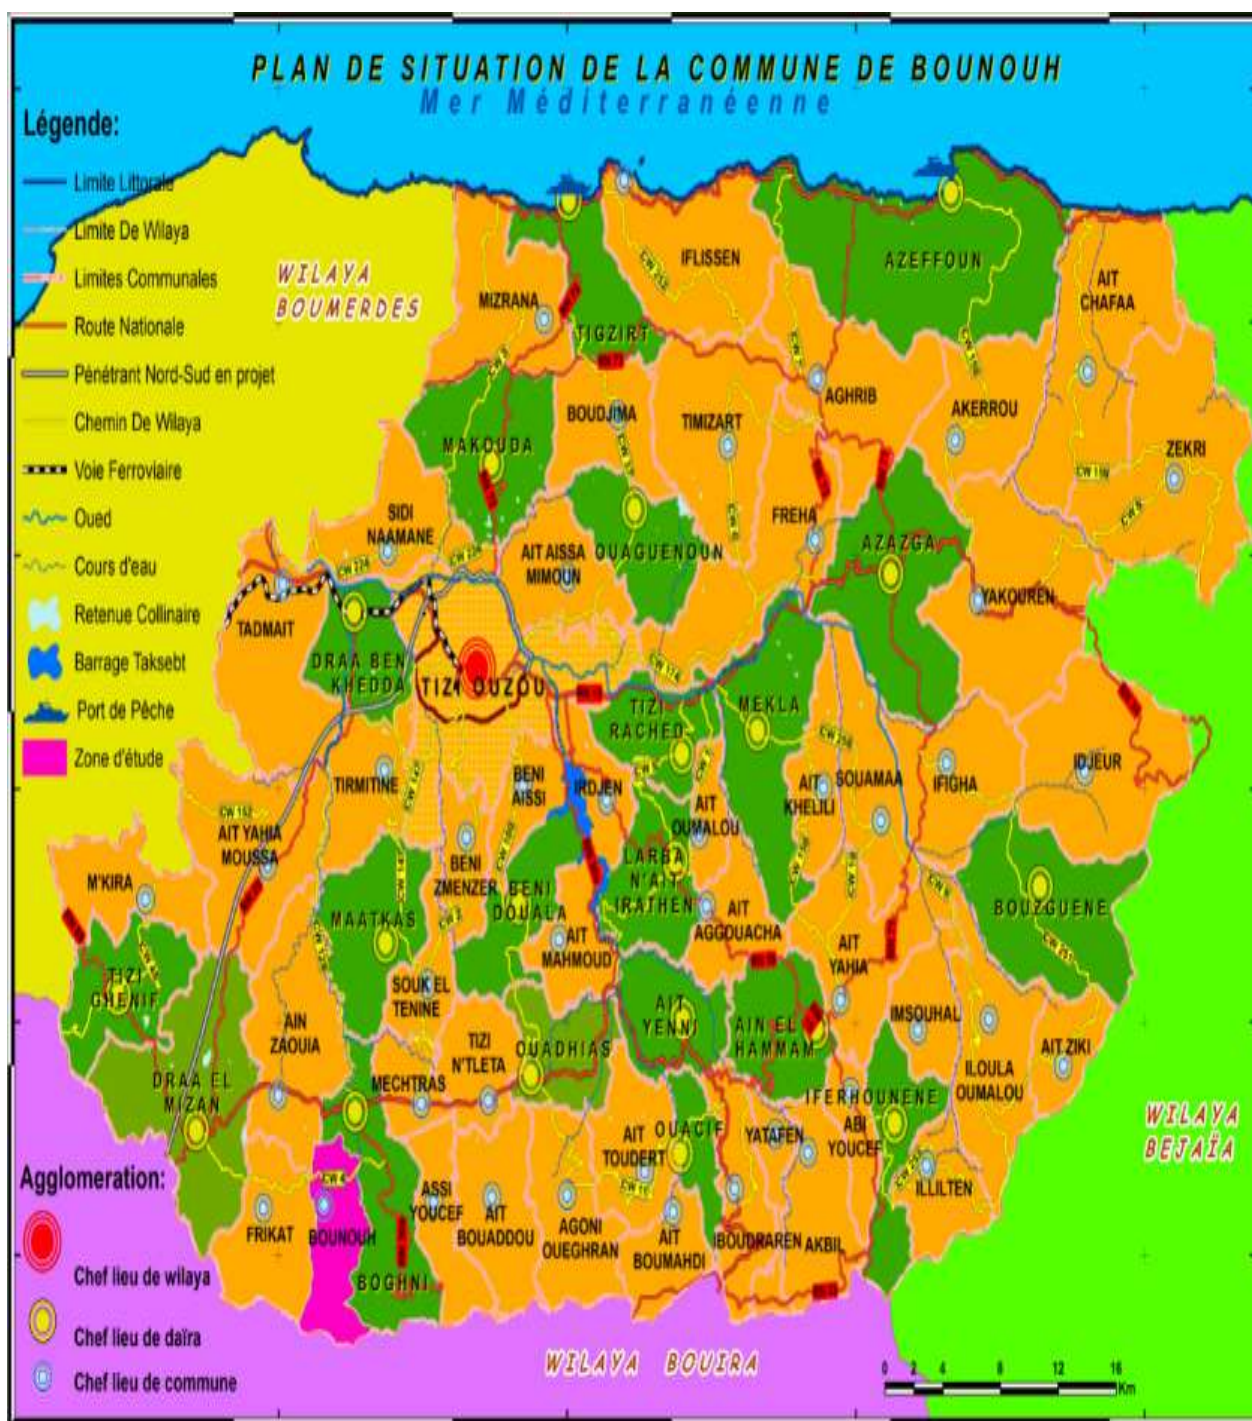 PLAN DE SITUATION DE LA COMMUNE DE BOUNOUH
Mer Méditerranéenne
Légende:
Limite Littorale
Limite De Wilaya
Limites Communales
Route Nationale
Pénétrant Nord-Sud en projet
Chemin De Wilaya
Voie Ferroviaire
Oued
Cours d'eau
Retenue Collinaire
Barrage Taksebt
Port de Pêche
Zone d'étude
Agglomeration:
Chef lieu de wilaya
Chef lieu de daïra
Chef lieu de commune
WILAYA
BOUMERDES
MIZRANA
TIGZIRT
IFLISSEN
AZEFFOUN
AIT
CHAFAA
MAKOUDA
BOUDJIMA
TIMIZART
AGHRIB
AKERROU
ZEKRI
SIDI
NAAMANE
AIT AISSA
MIMOUN
OUAGUENOUN
FREHA
AZAZGA
YAKOUREN
TADMAIT
DRAA BEN
KHEDDA
TIZI OUZOU
TIZI
RACHED
MEKLA
TIRMITINE
BENI
AISSI
IRDJEN
AIT
OUMALOU
AIT
KHELILI
SOUAMAA
IFIGHA
IDJEUR
AIT YAHIA
MOUSSA
M'KIRA
MAATKAS
BENI
ZMENZER
BENI
DOUALA
LARBA
N'AIT
IRATHEN
AIT
AGGOUACHA
BOUZGUENE
TIZI
GHENIF
AIT
MAHMOUD
AIT
YAHIA
SOUK EL
TENINE
AIN
ZAOUIA
TIZI
N'TLETA
OUADHIAS
AIT
YENNI
AIN EL
HAMMAM
IMSOUHAL
ILOULA
OUMALOU
AIT ZIKI
DRAA EL
MIZAN
MECHTRAS
IFERHOUNENE
ABI
YOUCEF
AIT
TOUDERT
OUACIF
YATAFEN
ILLILTEN
FRIKAT
BOUNOUH
BOGHNI
ASSI
YOUCEF
AIT
BOUADDOU
AGONI
OUEGHRAN
AIT
BOUMAHDI
IBOUDRAREN
AKBIL
WILAYA
BEJAÏA
WILAYA BOUIRA
0 2 4 8 12 16
Km